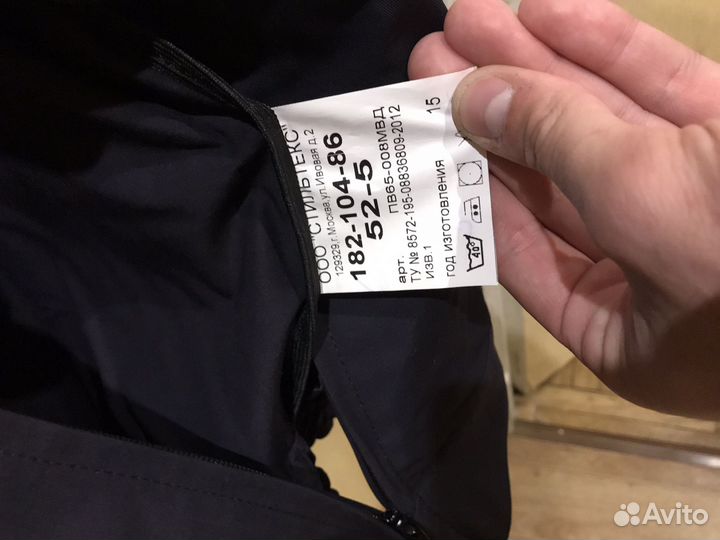 ООО "СТИЛЬТЕКС"
129329,г. Москва,ул.Ивовая д.2
182-104-86
52-5
ПВ65-008МВД
арт.
ТУ № 8572-195-08836809-2012
ИЗВ.1
год изготовления 15
40°
Avito